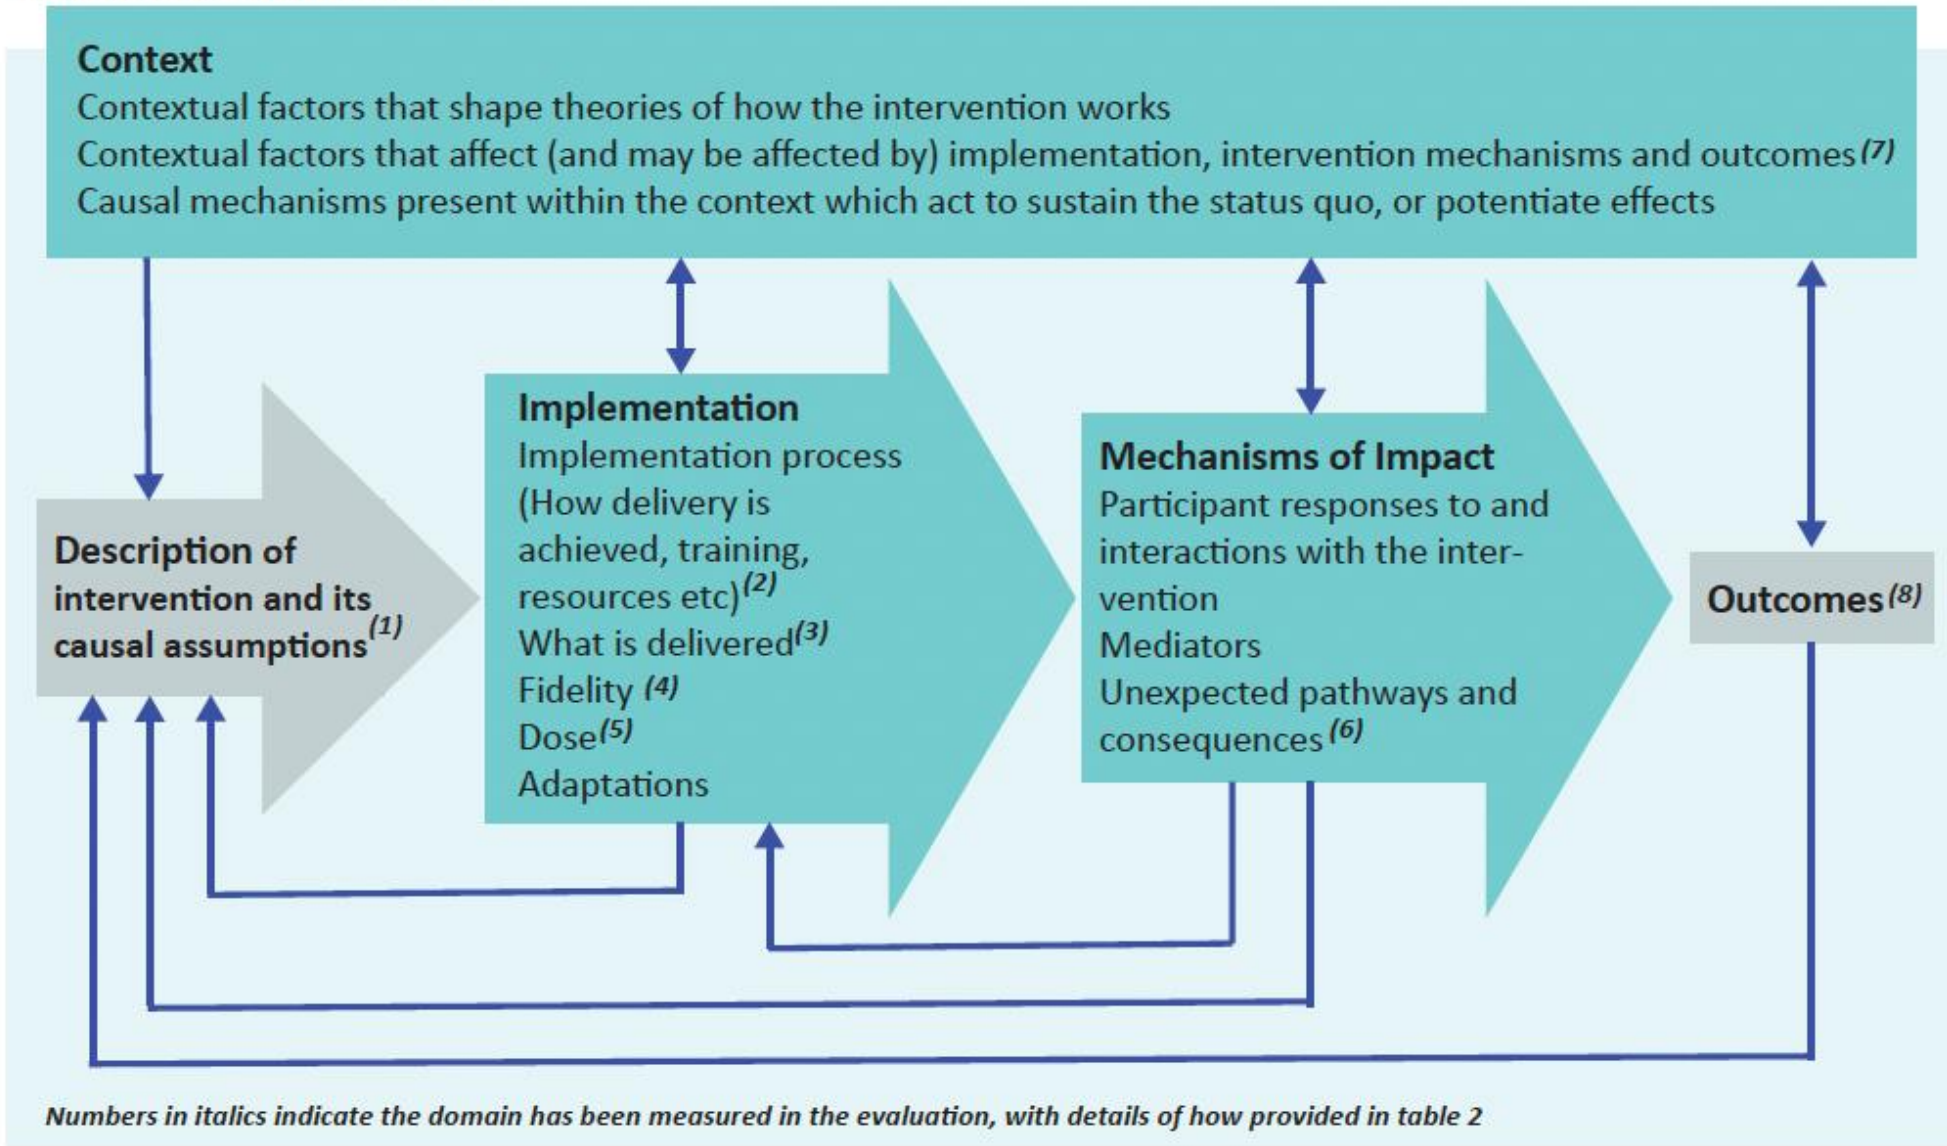 Context
Contextual factors that shape theories of how the intervention works
Contextual factors that affect (and may be affected by) implementation, intervention mechanisms and outcomes (7)
Causal mechanisms present within the context which act to sustain the status quo, or potentiate effects
Description of
intervention and its
causal assumptions (1)
Implementation
Implementation process
(How delivery is
achieved, training,
resources etc) (2)
What is delivered (3)
Fidelity (4)
Dose (5)
Adaptations
Mechanisms of Impact
Participant responses to and
interactions with the inter-
vention
Mediators
Unexpected pathways and
consequences (6)
Outcomes (8)
Numbers in italics indicate the domain has been measured in the evaluation, with details of how provided in table 2